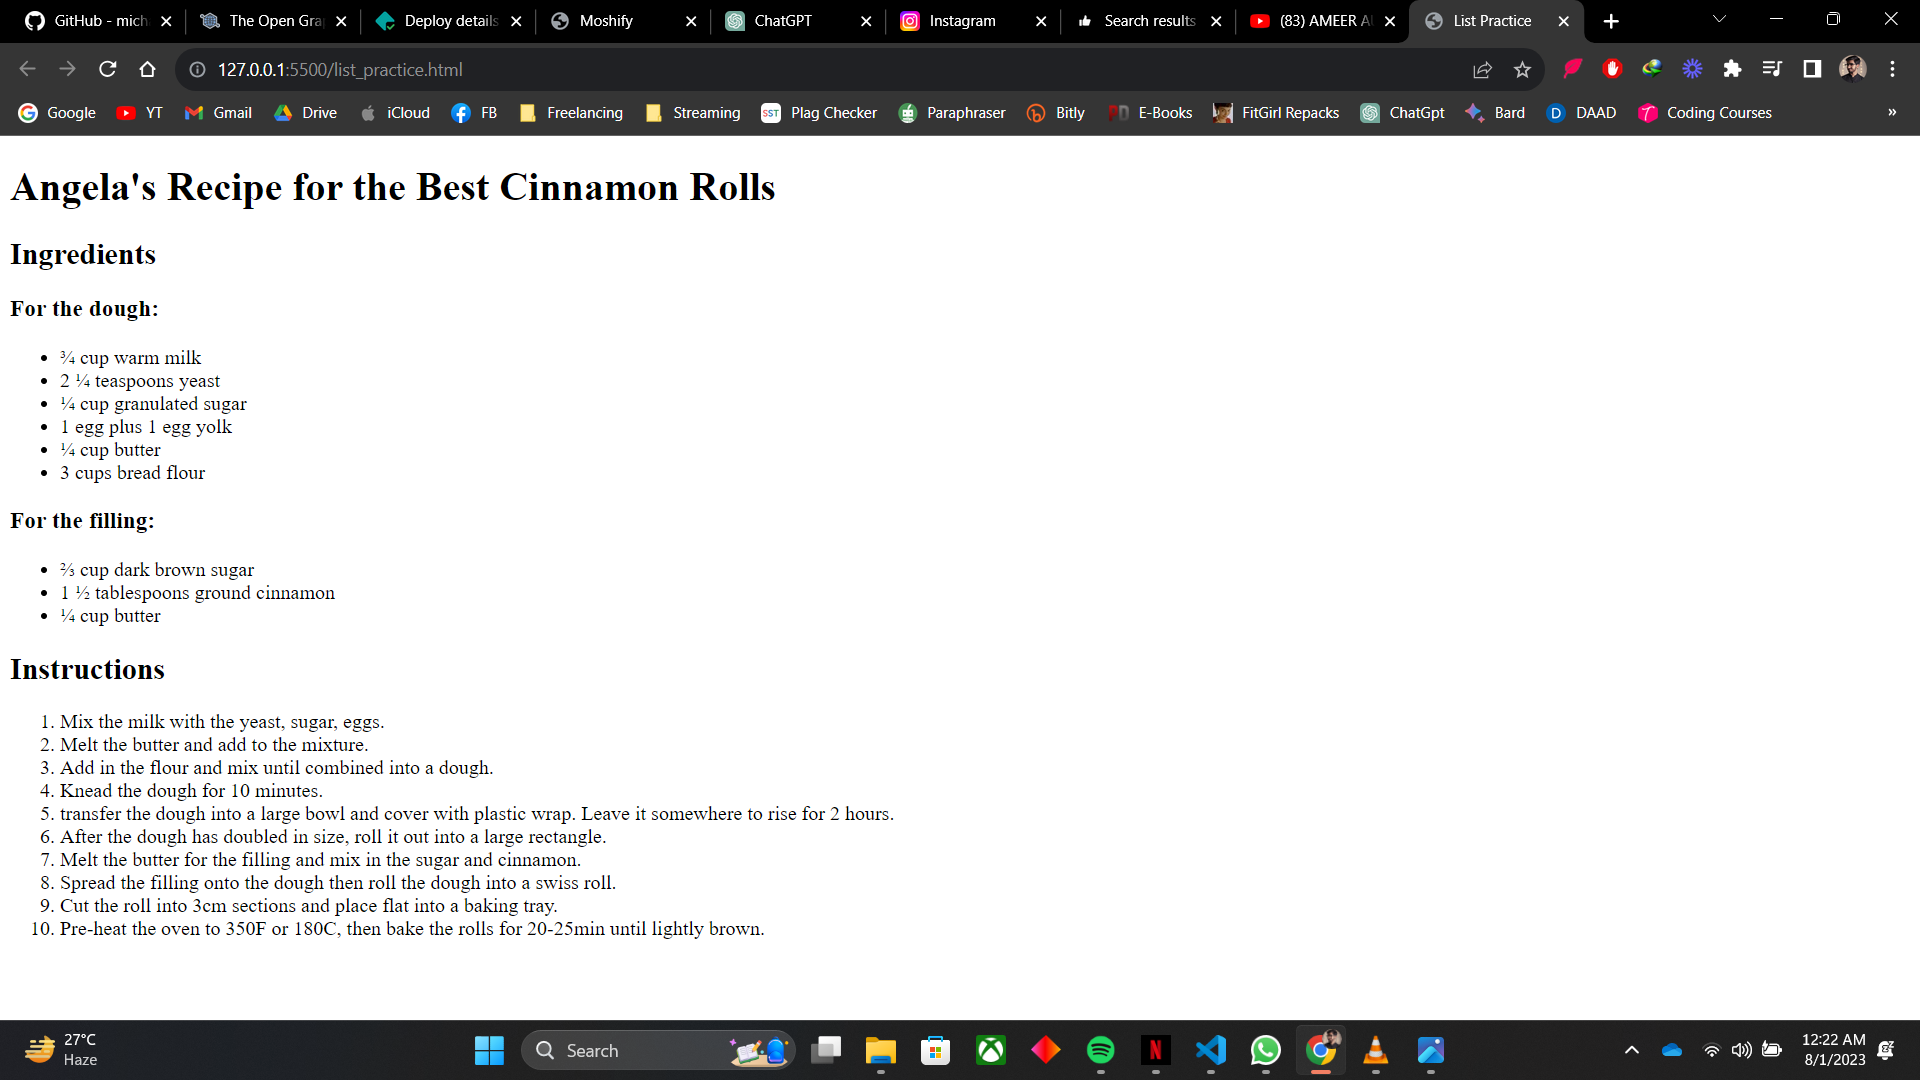 GitHub - mich
The Open Gra
Deploy details
Moshify
ChatGPT
Instagram
Search results
(83) AMEER A
List Practice
127.0.0.1:5500/list_practice.html
Google
YT
Gmail
Drive
iCloud
FB
Freelancing
Streaming
SST
Plag Checker
Paraphraser
Bitly
E-Books
FitGirl Repacks
ChatGpt
Bard
D
DAAD
Coding Courses
»
Angela's Recipe for the Best Cinnamon Rolls
Ingredients
For the dough:
• ¾ cup warm milk
• 2 ¼ teaspoons yeast
• ¼ cup granulated sugar
• 1 egg plus 1 egg yolk
• ¼ cup butter
• 3 cups bread flour
For the filling:
• ⅔ cup dark brown sugar
• 1 ½ tablespoons ground cinnamon
• ¼ cup butter
Instructions
1. Mix the milk with the yeast, sugar, eggs.
2. Melt the butter and add to the mixture.
3. Add in the flour and mix until combined into a dough.
4. Knead the dough for 10 minutes.
5. transfer the dough into a large bowl and cover with plastic wrap. Leave it somewhere to rise for 2 hours.
6. After the dough has doubled in size, roll it out into a large rectangle.
7. Melt the butter for the filling and mix in the sugar and cinnamon.
8. Spread the filling onto the dough then roll the dough into a swiss roll.
9. Cut the roll into 3cm sections and place flat into a baking tray.
10. Pre-heat the oven to 350F or 180C, then bake the rolls for 20-25min until lightly brown.
27°C
Haze
Search
12:22 AM
8/1/2023